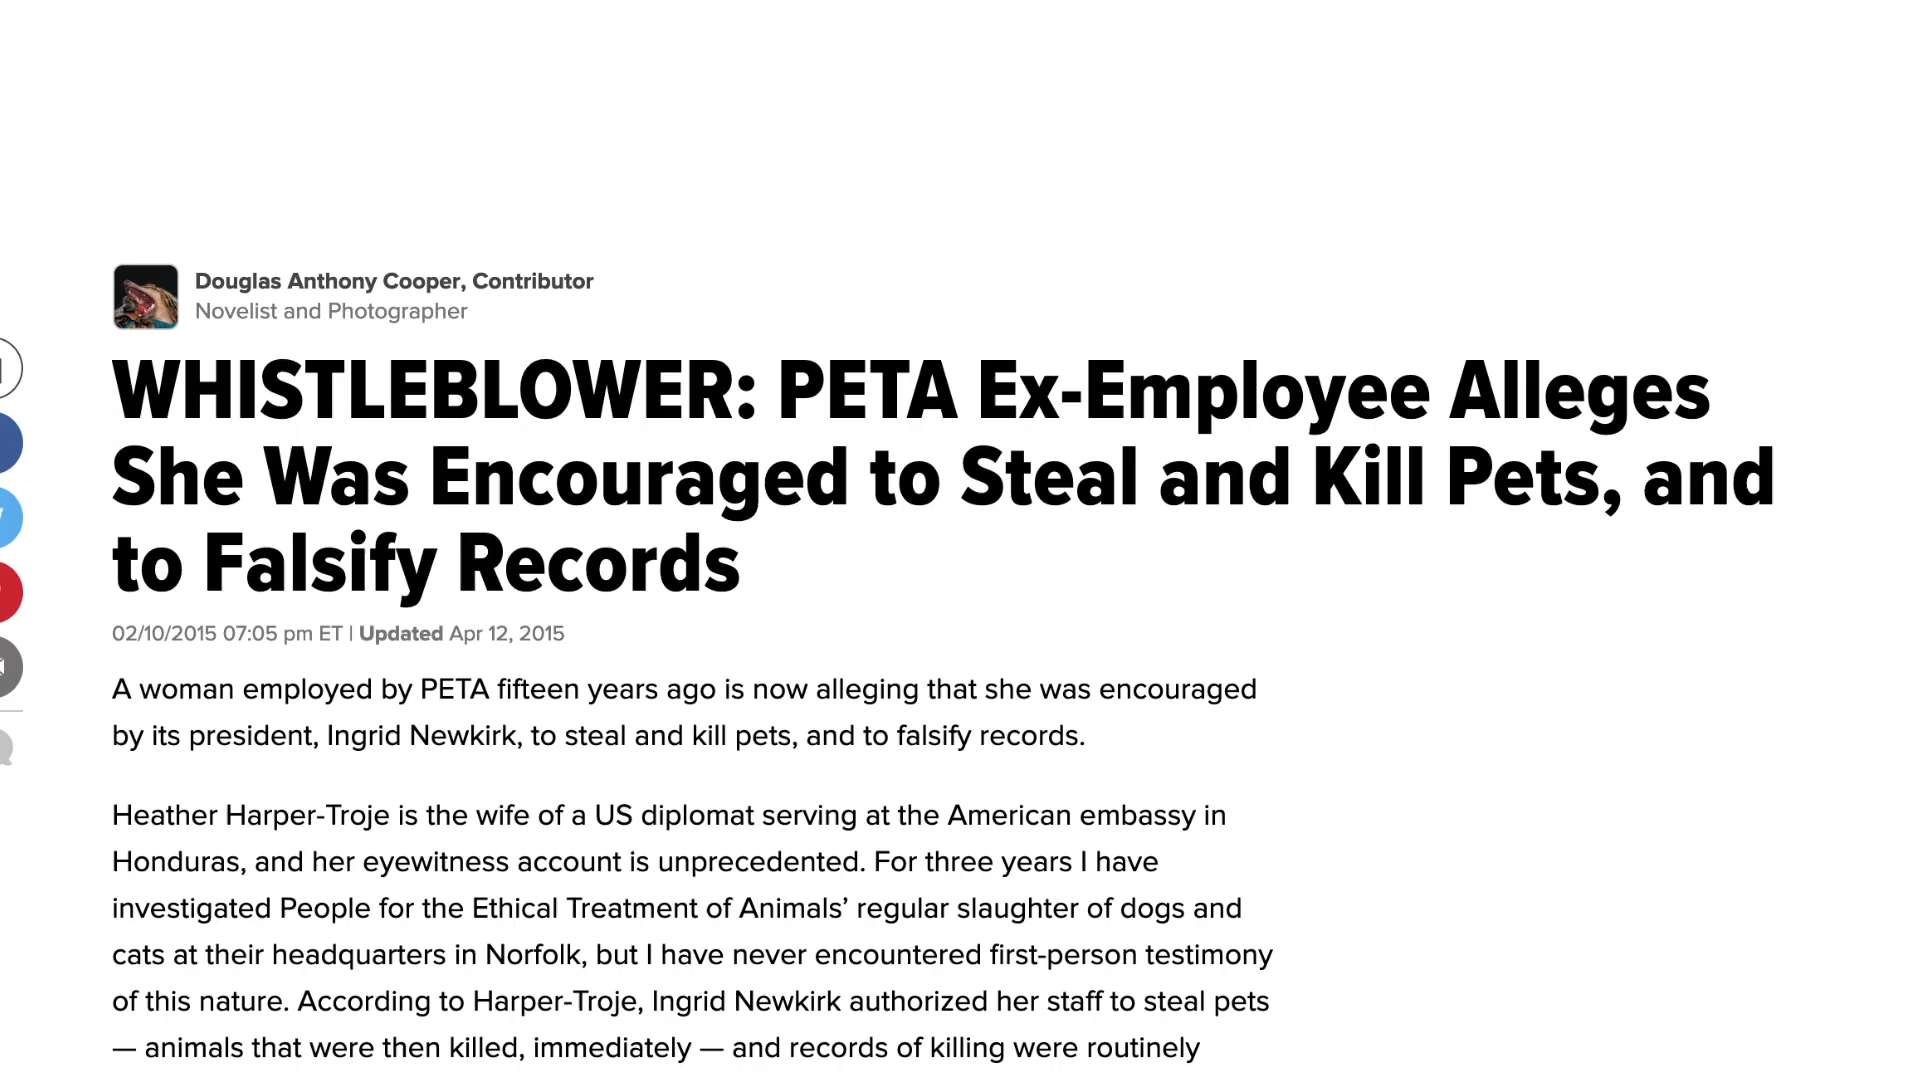 Douglas Anthony Cooper, Contributor
Novelist and Photographer
WHISTLEBLOWER: PETA Ex-Employee Alleges
She Was Encouraged to Steal and Kill Pets, and
to Falsify Records
02/10/2015 07:05 pm ET | Updated Apr 12, 2015
A woman employed by PETA fifteen years ago is now alleging that she was encouraged
by its president, Ingrid Newkirk, to steal and kill pets, and to falsify records.
Heather Harper-Troje is the wife of a US diplomat serving at the American embassy in
Honduras, and her eyewitness account is unprecedented. For three years I have
investigated People for the Ethical Treatment of Animals’ regular slaughter of dogs and
cats at their headquarters in Norfolk, but I have never encountered first-person testimony
of this nature. According to Harper-Troje, Ingrid Newkirk authorized her staff to steal pets
— animals that were then killed, immediately — and records of killing were routinely